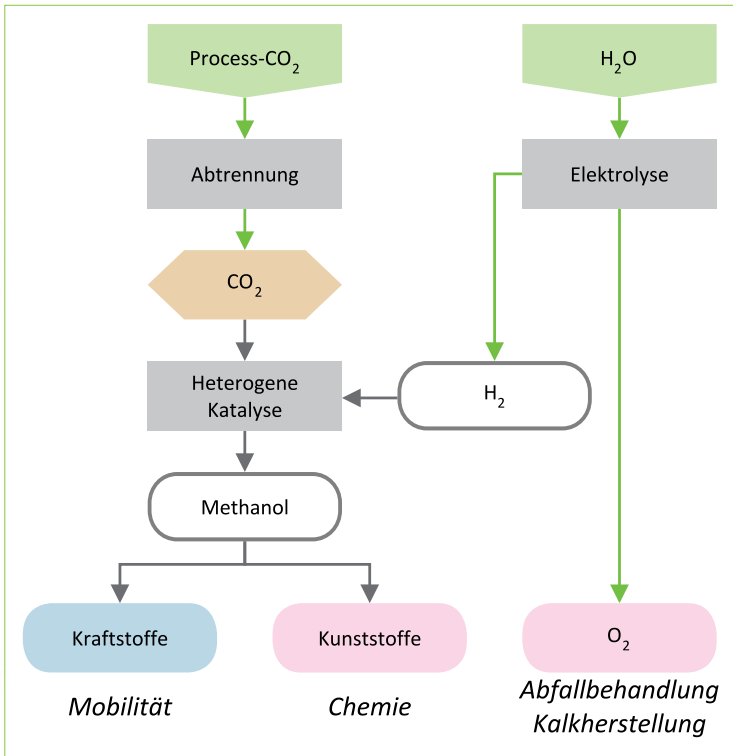 Process-CO₂
H₂O
Abtrennung
Elektrolyse
CO₂
Heterogene
Katalyse
H₂
Methanol
Kraftstoffe
Kunststoffe
O₂
Mobilität
Chemie
Abfallbehandlung
Kalkherstellung